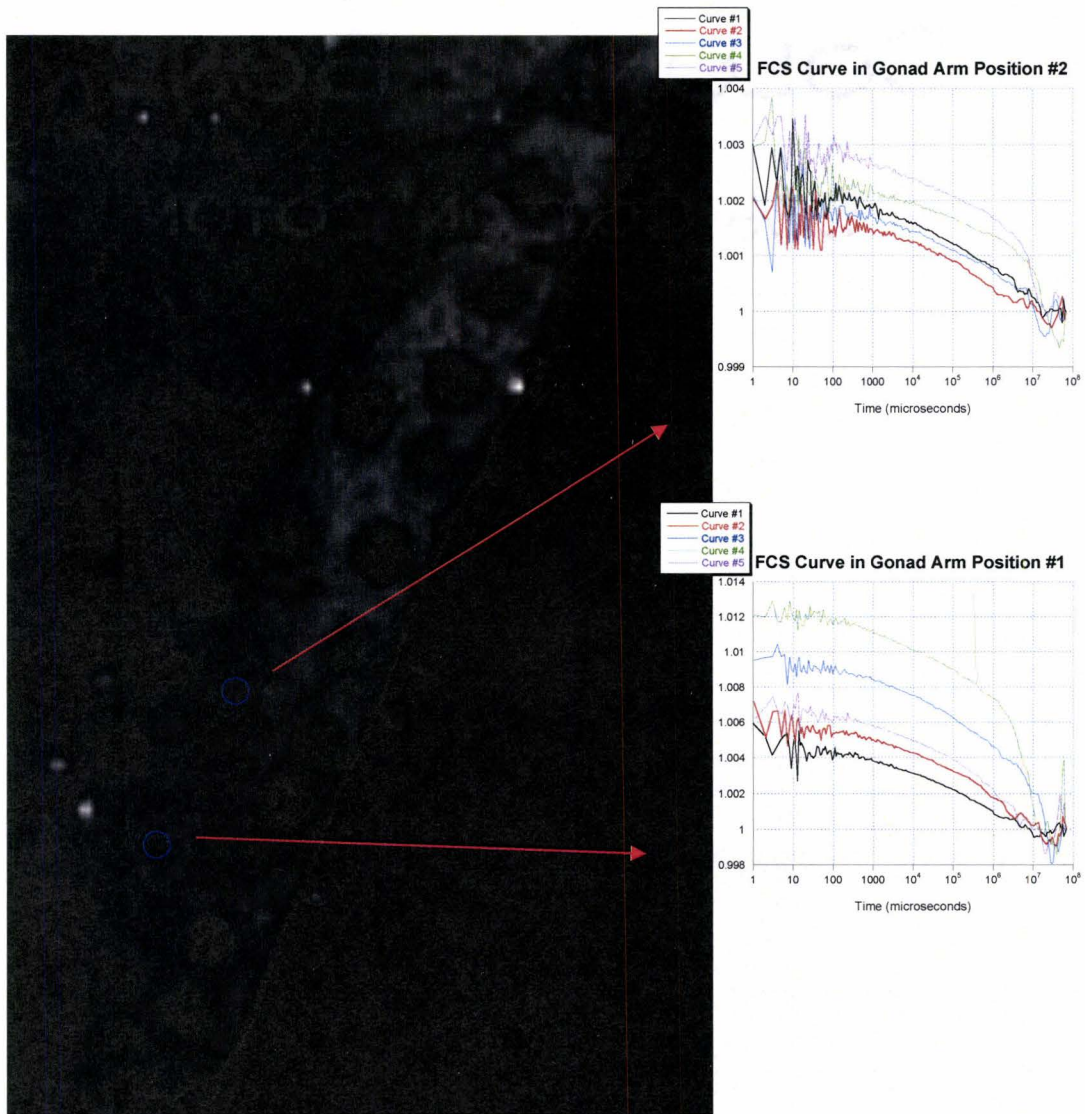 Curve #1
Curve #2
Curve #3
Curve #4
Curve #5
FCS Curve in Gonad Arm Position #2
1.004
1.003
1.002
1.001
1
0.999
1 10 100 1000 10⁴ 10⁵ 10⁶ 10⁷ 10⁸
Time (microseconds)
Curve #1
Curve #2
Curve #3
Curve #4
Curve #5
FCS Curve in Gonad Arm Position #1
1.014
1.012
1.01
1.008
1.006
1.004
1.002
1
0.998
1 10 100 1000 10⁴ 10⁵ 10⁶ 10⁷ 10⁸
Time (microseconds)